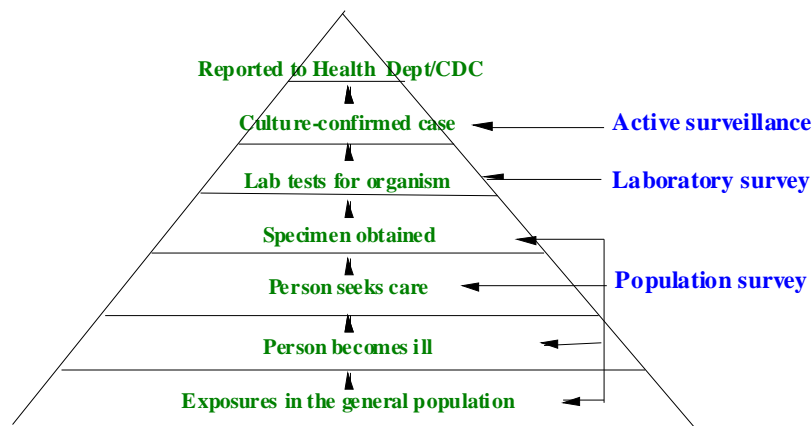 Reported to Health Dept/CDC
Culture-confirmed case
Active surveillance
Lab tests for organism
Laboratory survey
Specimen obtained
Person seeks care
Population survey
Person becomes ill
Exposures in the general population